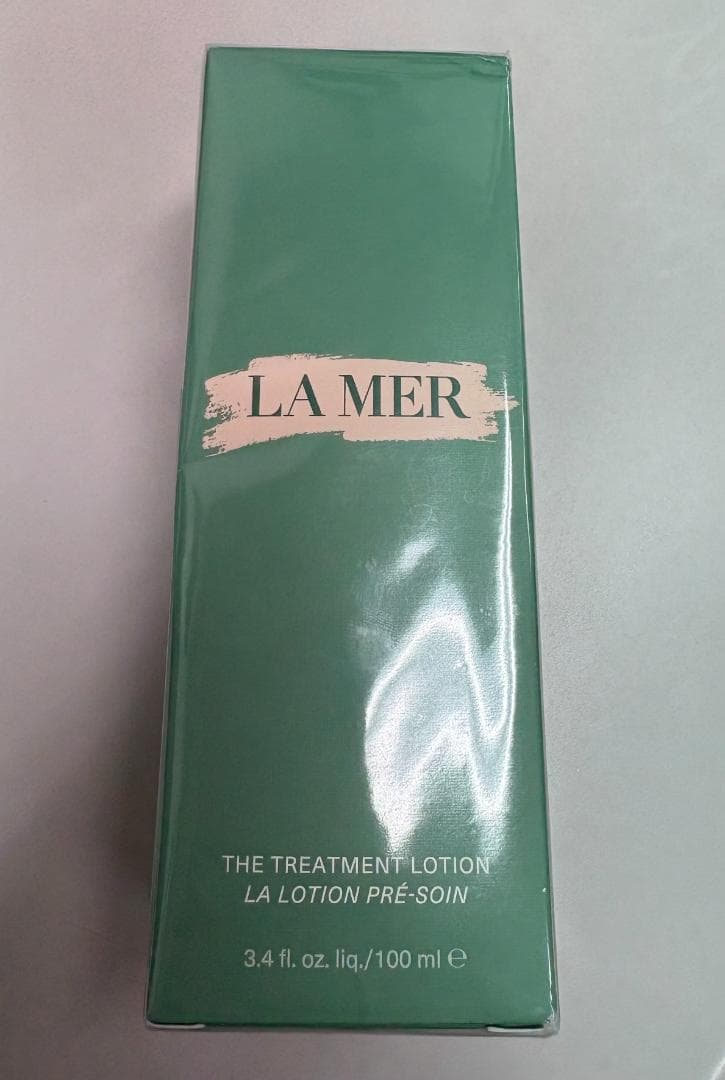 LA MER
THE TREATMENT LOTION
LA LOTION PRÉ-SOIN
3.4 fl. oz. liq./100 ml ℮